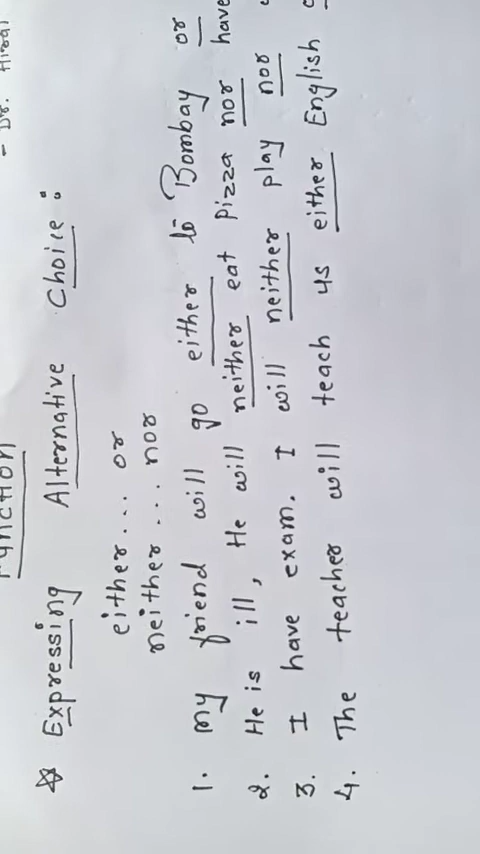 - Dr. Hiral
Function
☆ Expressing Alternative Choice :
either... or
neither... nor
1. My friend will go either to Bombay or
2. He is ill, He will neither eat pizza nor have
3. I have exam. I will neither play nor
4. The teacher will teach us either English